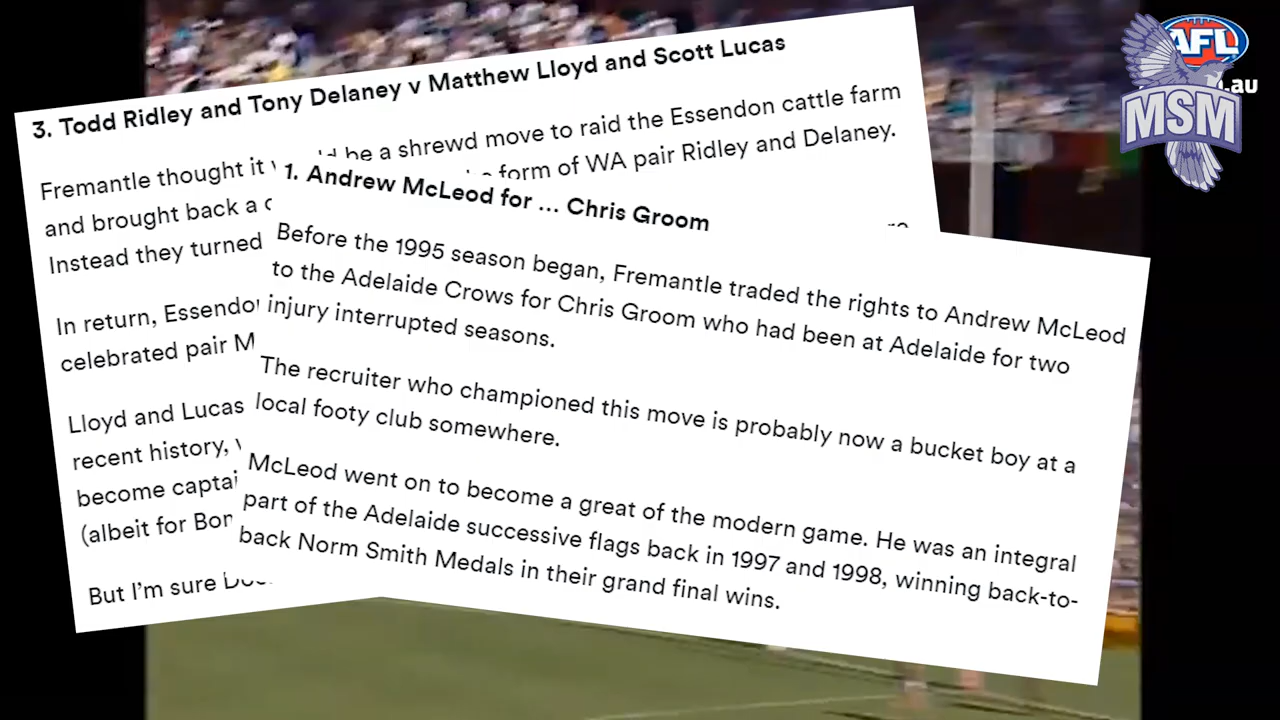 3. Todd Ridley and Tony Delaney v Matthew Lloyd and Scott Lucas
Fremantle thought it be a shrewd move to raid the Essendon cattle farm
and brought back a form of WA pair Ridley and Delaney.
Instead they turned
In return, Essendon
celebrated pair
Lloyd and Lucas
recent history,
become
(albeit for
But I'm sure
1. Andrew McLeod for ... Chris Groom
Before the 1995 season began, Fremantle traded the rights to Andrew McLeod
to the Adelaide Crows for Chris Groom who had been at Adelaide for two
injury interrupted seasons.
The recruiter who championed this move is probably now a bucket boy at a
local footy club somewhere.
McLeod went on to become a great of the modern game. He was an integral
part of the Adelaide successive flags back in 1997 and 1998, winning back-to-
back Norm Smith Medals in their grand final wins.
AFL
.au
MSM